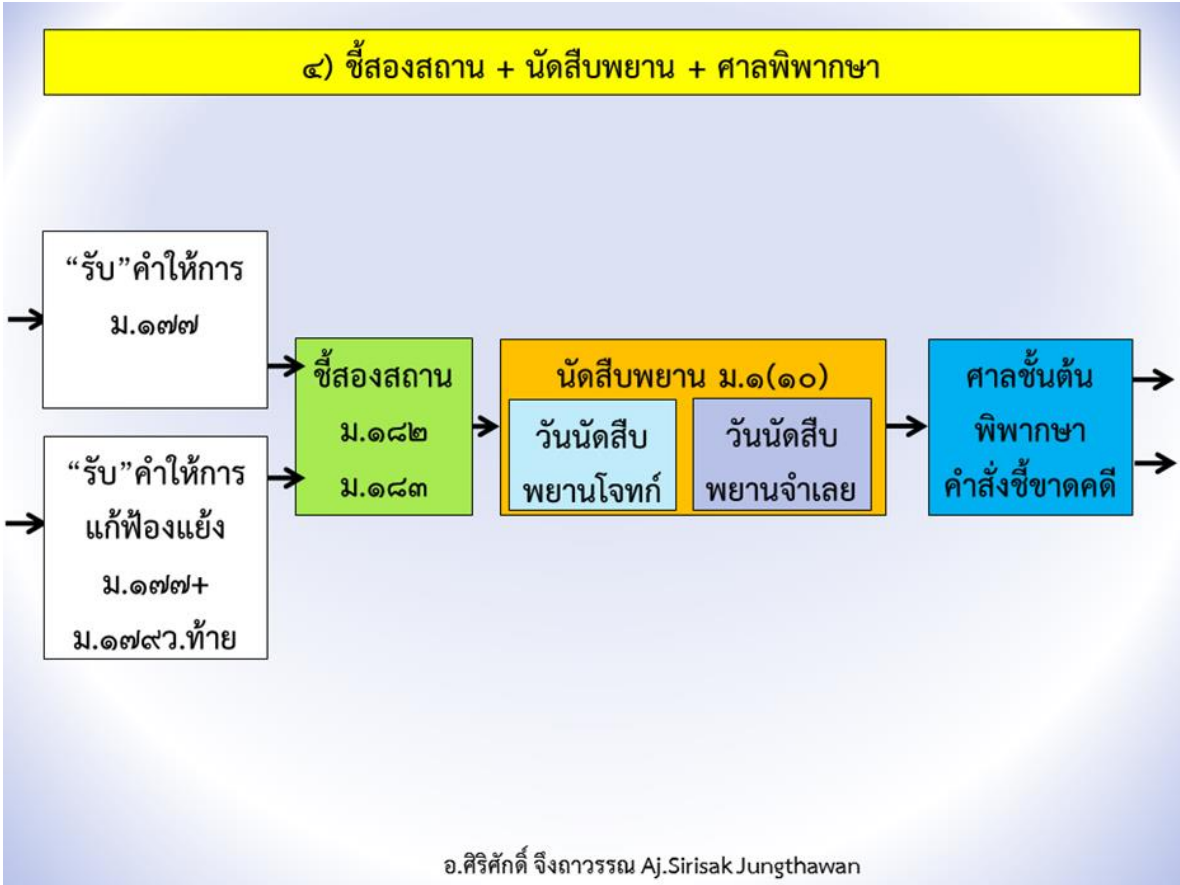 ๔) ชี้สองสถาน + นัดสืบพยาน + ศาลพิพากษา
“รับ”คำให้การ
ม.๑๗๗
“รับ”คำให้การ
แก้ฟ้องแย้ง
ม.๑๗๗+
ม.๑๗๙ว.ท้าย
ชี้สองสถาน
ม.๑๘๒
ม.๑๘๓
นัดสืบพยาน ม.๑(๑๐)
วันนัดสืบ
พยานโจทก์
วันนัดสืบ
พยานจำเลย
ศาลชั้นต้น
พิพากษา
คำสั่งชี้ขาดคดี
อ.ศิริศักดิ์ จึงถาวรรณ Aj.Sirisak Jungthawan